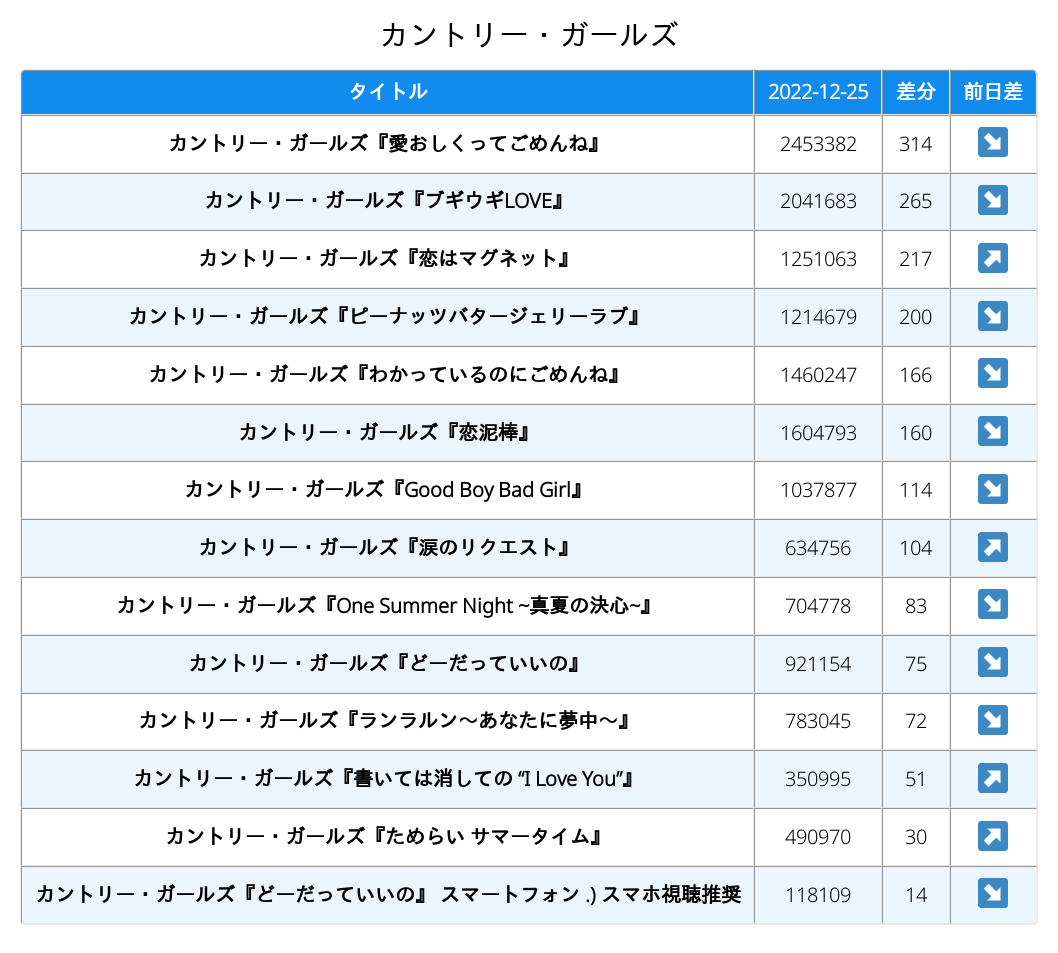 カントリー・ガールズ
タイトル 2022-12-25 差分 前日差
カントリー・ガールズ『愛おしくってごめんね』 2453382 314
カントリー・ガールズ『ブギウギLOVE』 2041683 265
カントリー・ガールズ『恋はマグネット』 1251063 217
カントリー・ガールズ『ピーナッツバタージェリーラブ』 1214679 200
カントリー・ガールズ『わかっているのにごめんね』 1460247 166
カントリー・ガールズ『恋泥棒』 1604793 160
カントリー・ガールズ『Good Boy Bad Girl』 1037877 114
カントリー・ガールズ『涙のリクエスト』 634756 104
カントリー・ガールズ『One Summer Night ~真夏の決心~』 704778 83
カントリー・ガールズ『どーだっていいの』 921154 75
カントリー・ガールズ『ランラルン～あなたに夢中～』 783045 72
カントリー・ガールズ『書いては消しての “I Love You”』 350995 51
カントリー・ガールズ『ためらい サマータイム』 490970 30
カントリー・ガールズ『どーだっていいの』 スマートフォン .) スマホ視聴推奨 118109 14